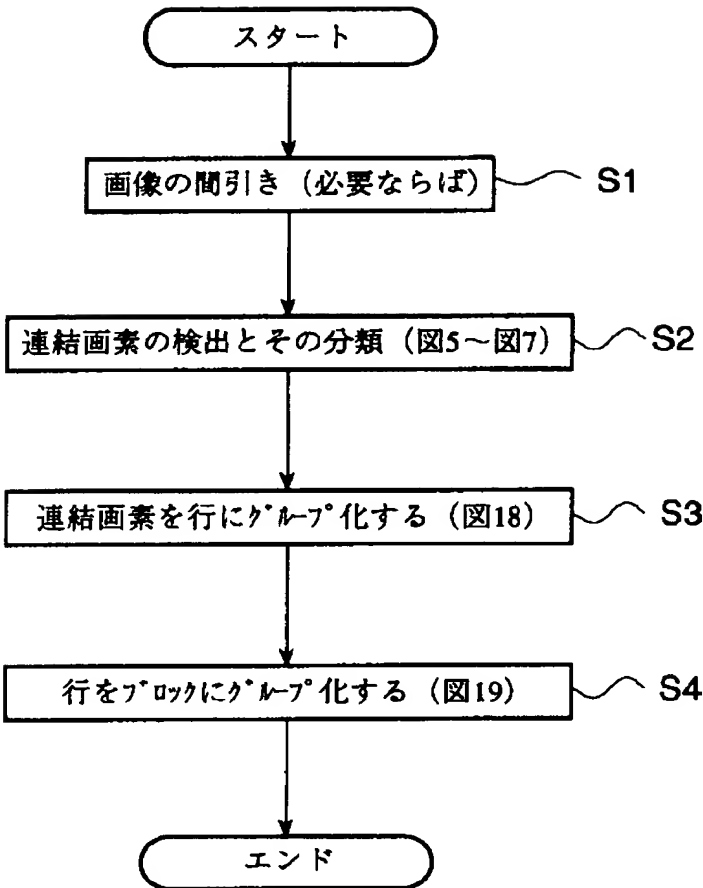 スタート
画像の間引き（必要ならば） S1
連結画素の検出とその分類（図5～図7） S2
連結画素を行にｸﾞﾙｰﾌﾟ化する（図18） S3
行をﾌﾞﾛｯｸにｸﾞﾙｰﾌﾟ化する（図19） S4
エンド